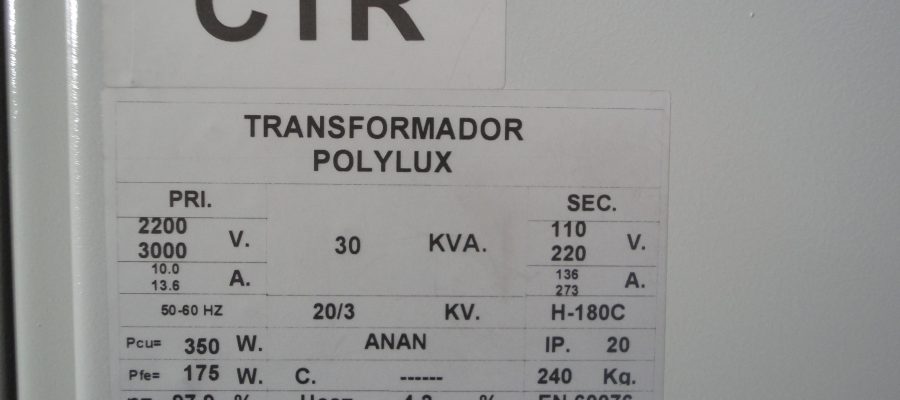 CTR
TRANSFORMADOR
POLYLUX
PRI. SEC.
2200 110
V. 30 KVA. V.
3000 220
10.0 136
A. A.
13.6 273
50-60 HZ 20/3 KV. H-180C
Pcu= 350 W. ANAN IP. 20
Pfe= 175 W. C. ------ 240 Kg.